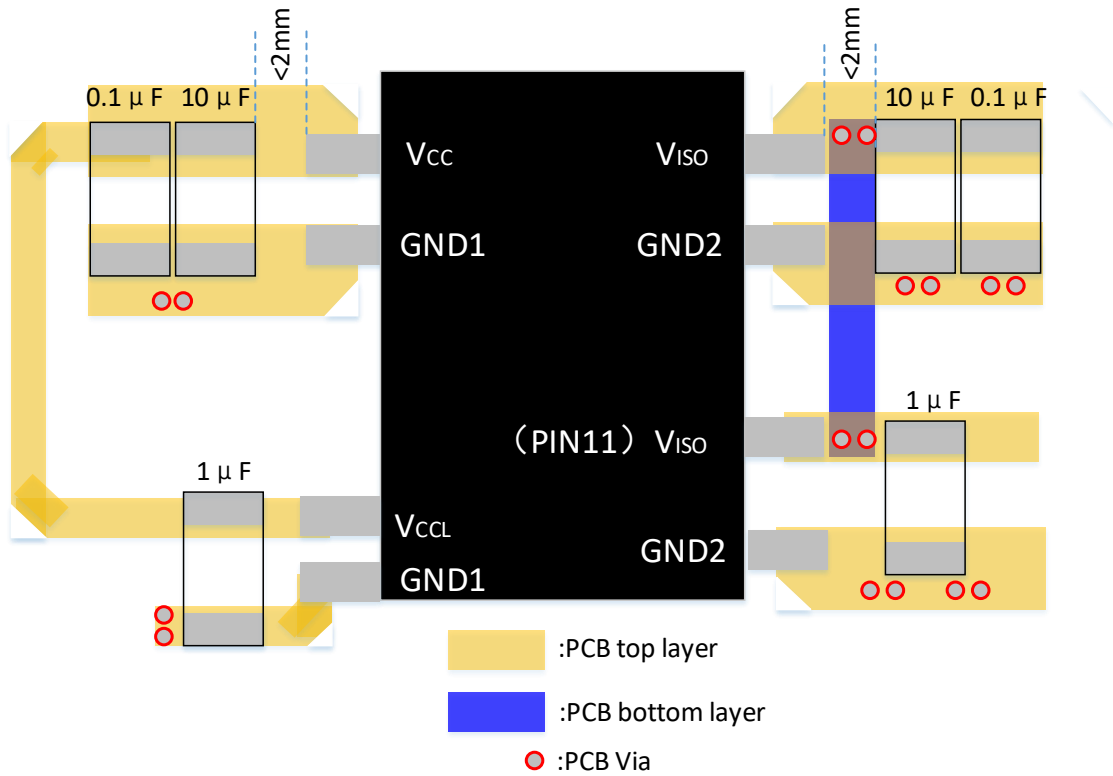 <2mm
<2mm
0.1 μ F 10 μ F
10 μ F 0.1 μ F
VCC
VISO
GND1
GND2
1 μ F
（PIN11）VISO
1 μ F
VCCL
GND2
GND1
:PCB top layer
:PCB bottom layer
:PCB Via